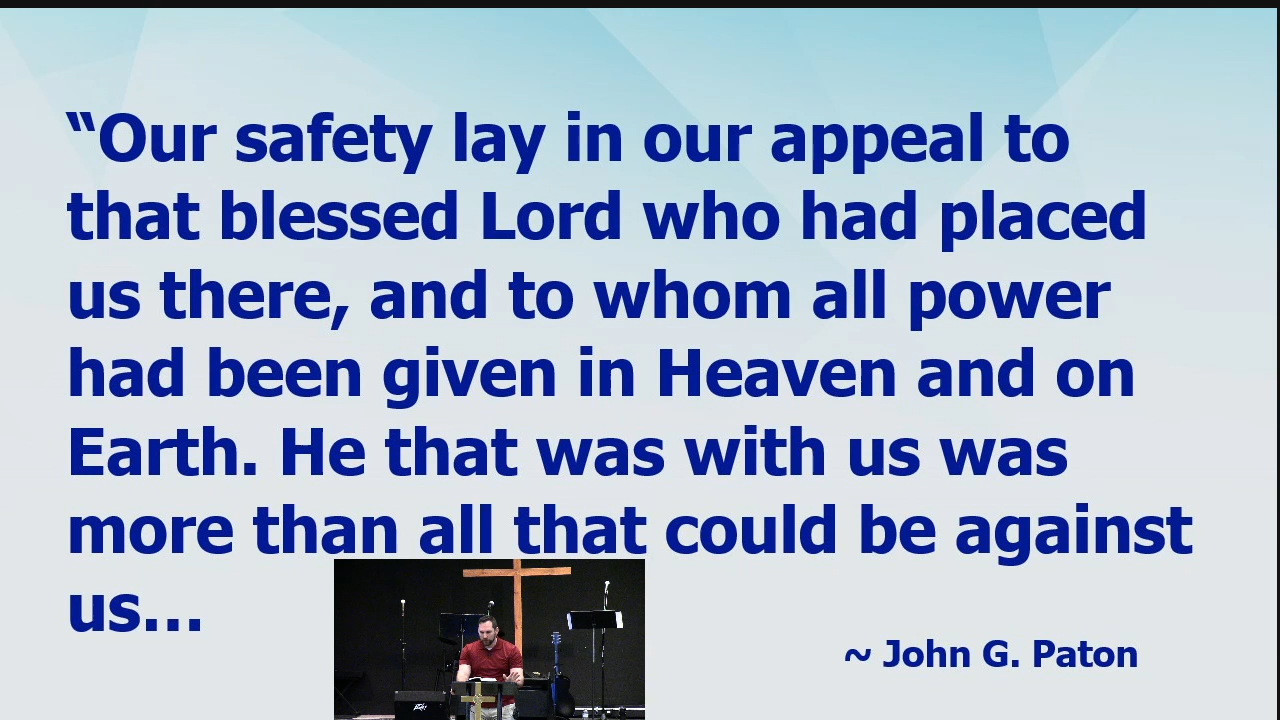 “Our safety lay in our appeal to
that blessed Lord who had placed
us there, and to whom all power
had been given in Heaven and on
Earth. He that was with us was
more than all that could be against
us...
~ John G. Paton